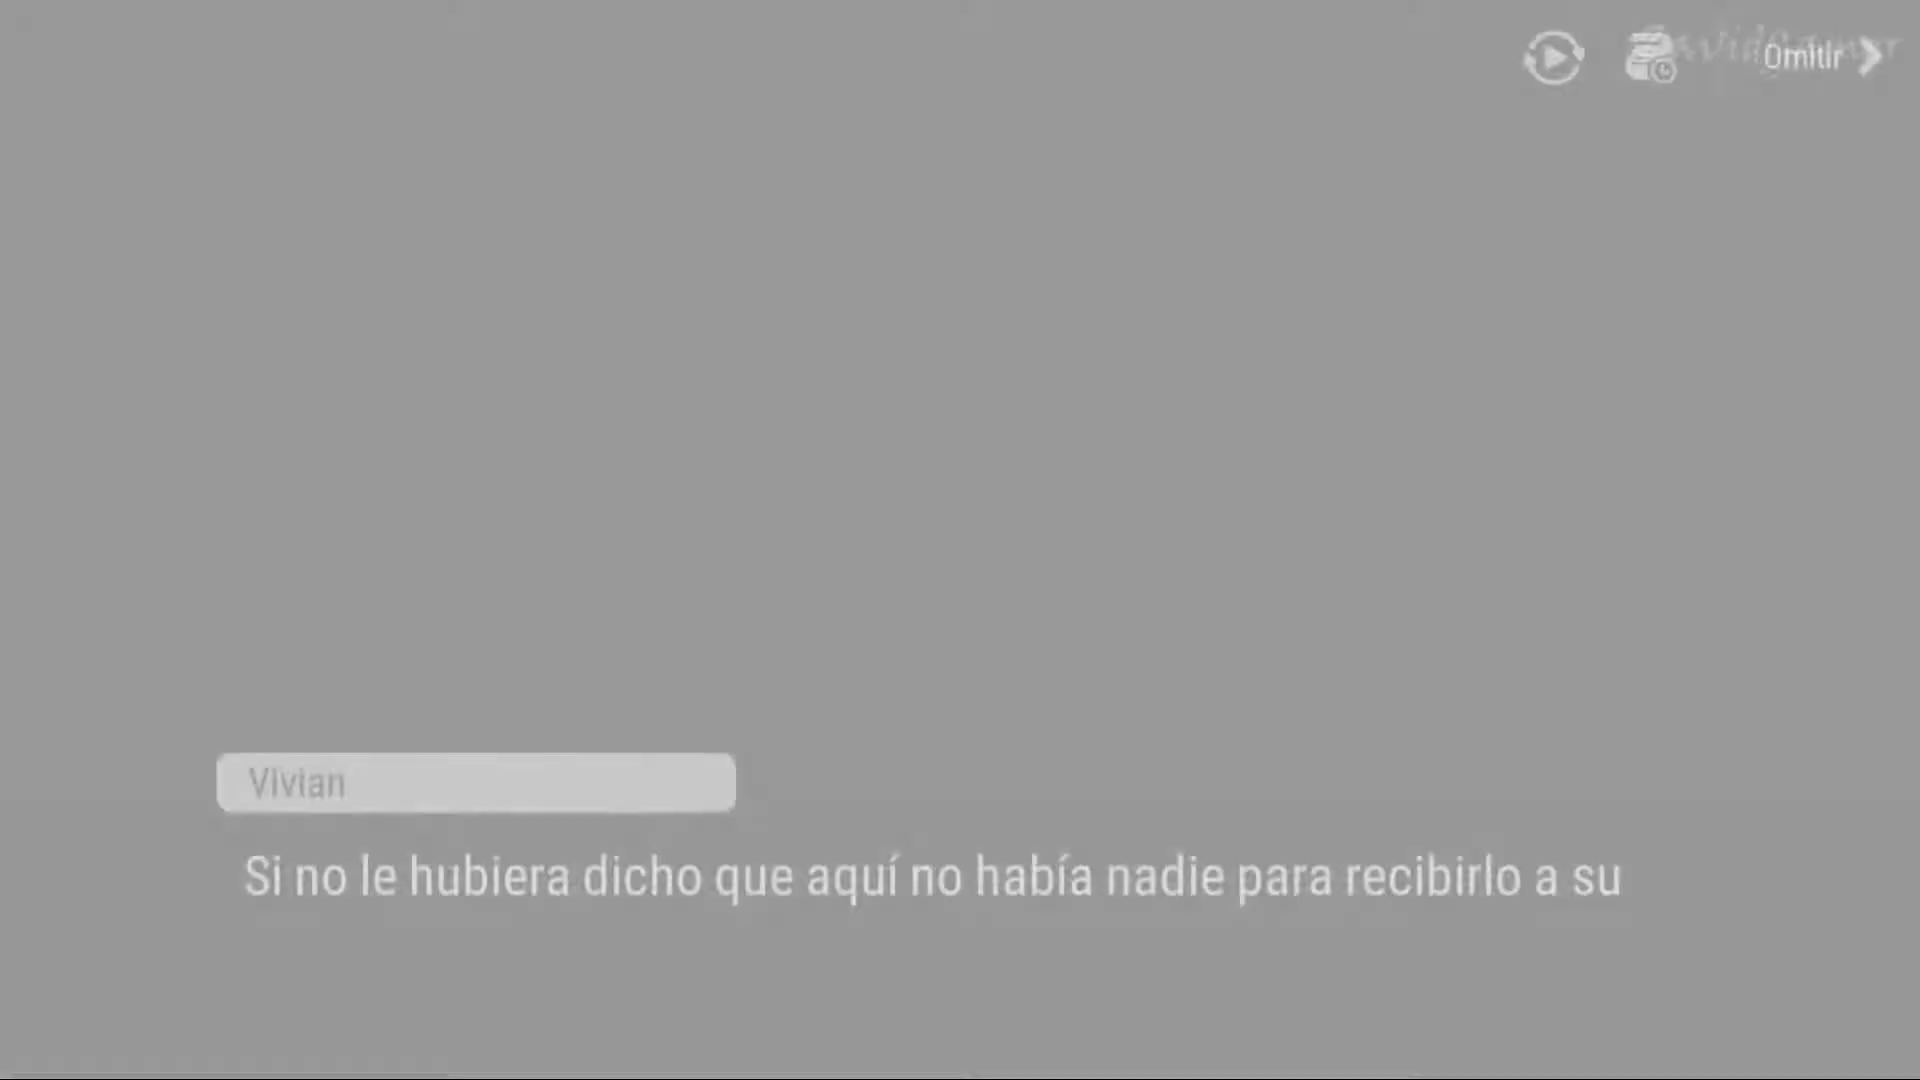 Omitir
Vivian
Si no le hubiera dicho que aquí no había nadie para recibirlo a su